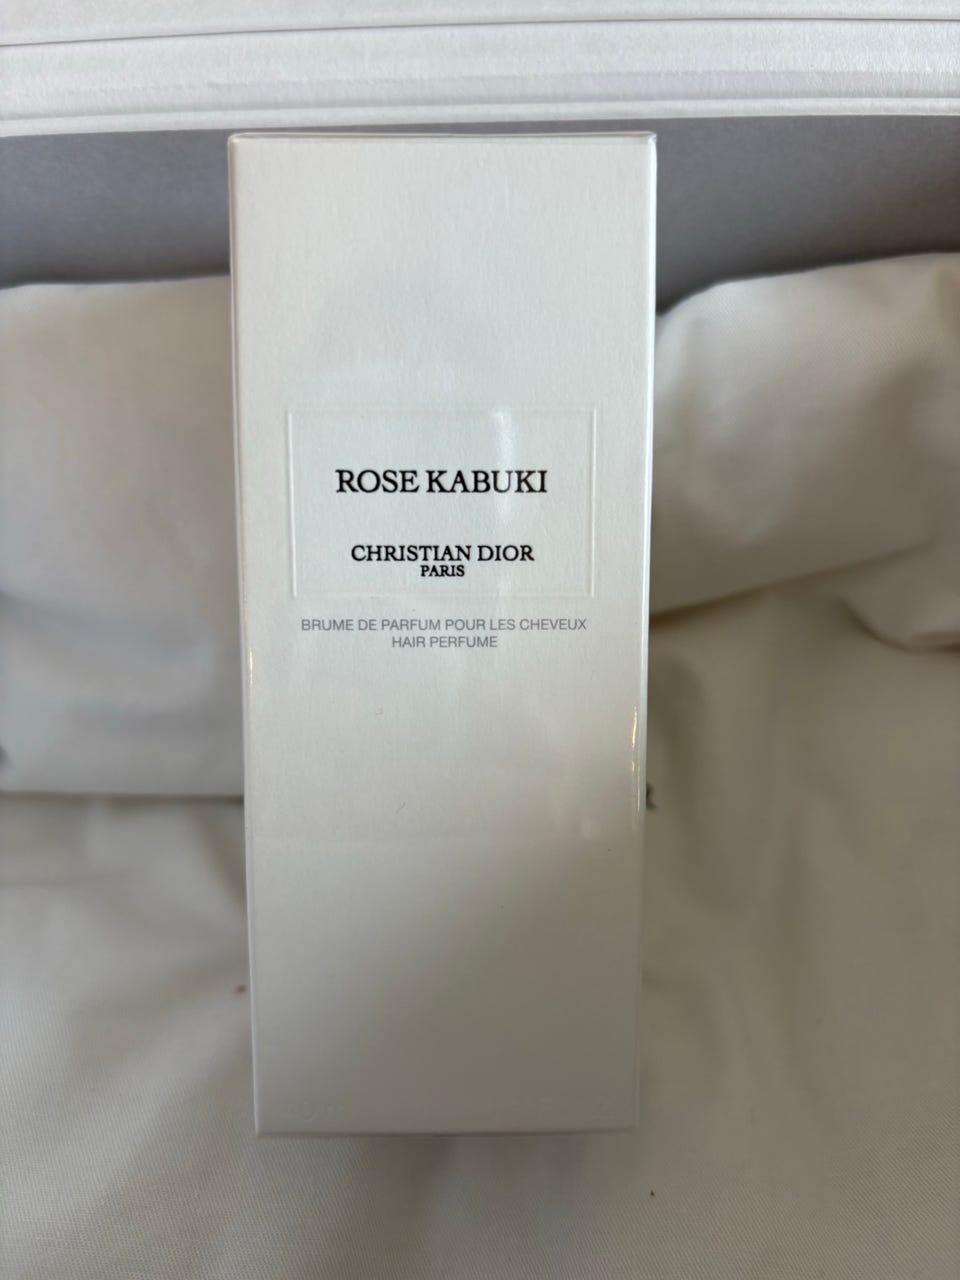 ROSE KABUKI
CHRISTIAN DIOR
PARIS
BRUME DE PARFUM POUR LES CHEVEUX
HAIR PERFUME